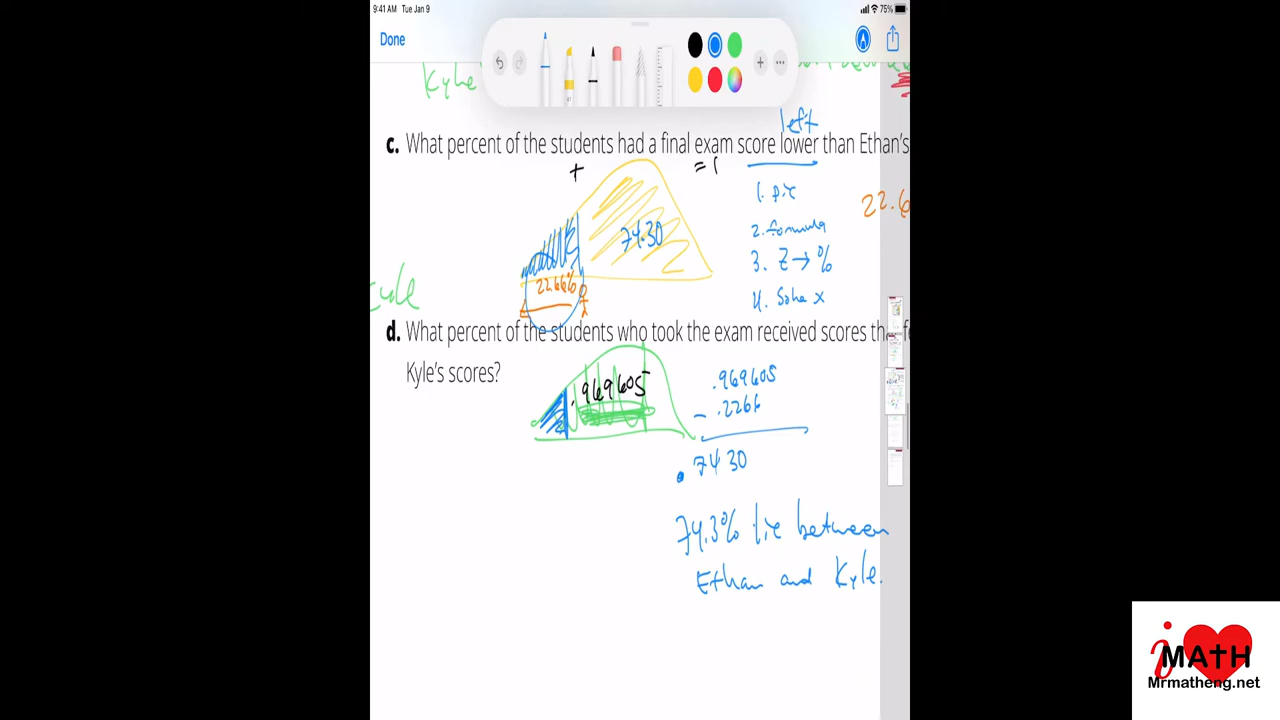 9:41 AM Tue Jan 9
75%
Done
Kyle
left
c. What percent of the students had a final exam score lower than Ethan's
+ = 1
1. pic
22.6
74.30
2. formula
3. Z → %
22.66%
4. Solve x
Kyle
d. What percent of the students who took the exam received scores tha
Kyle's scores?
.969605
.969605
- .2266
.7430
74.3% lie between
Ethan and Kyle.
i MATH
Mrmatheng.net